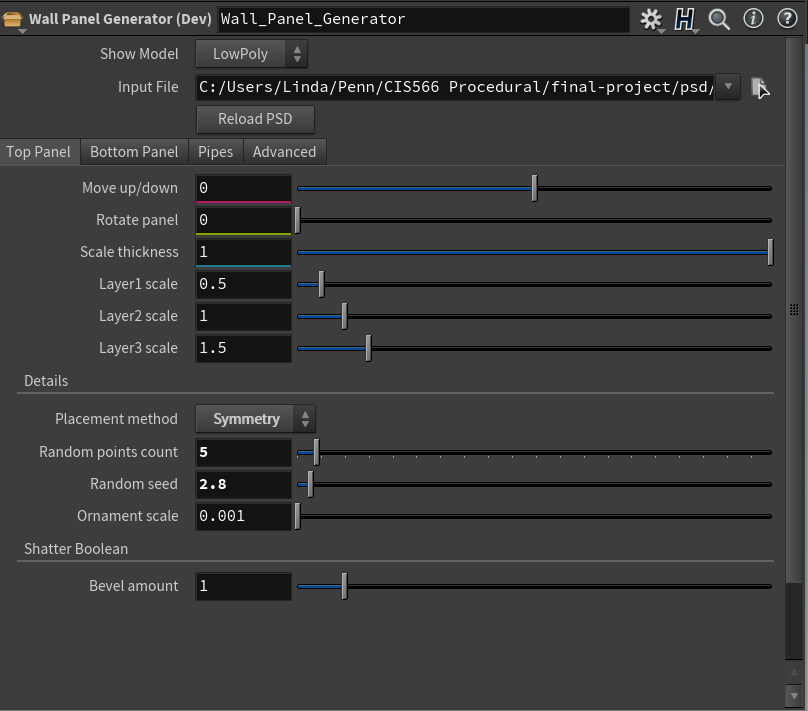 Wall Panel Generator (Dev) Wall_Panel_Generator
Show Model LowPoly
Input File C:/Users/Linda/Penn/CIS566 Procedural/final-project/psd/
Reload PSD
Top Panel Bottom Panel Pipes Advanced
Move up/down 0
Rotate panel 0
Scale thickness 1
Layer1 scale 0.5
Layer2 scale 1
Layer3 scale 1.5
Details
Placement method Symmetry
Random points count 5
Random seed 2.8
Ornament scale 0.001
Shatter Boolean
Bevel amount 1